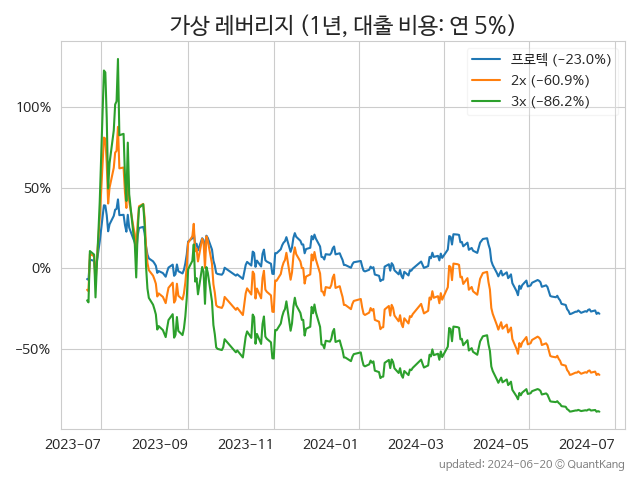 가상 레버리지 (1년, 대출 비용: 연 5%)
프로텍 (-23.0%)
2x (-60.9%)
3x (-86.2%)
100%
50%
0%
−50%
2023-07
2023-09
2023-11
2024-01
2024-03
2024-05
2024-07
updated: 2024-06-20 © QuantKang